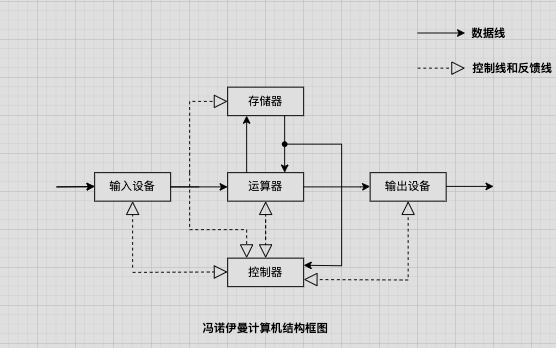 数据线
控制线和反馈线
存储器
输入设备
运算器
输出设备
控制器
冯诺伊曼计算机结构框图